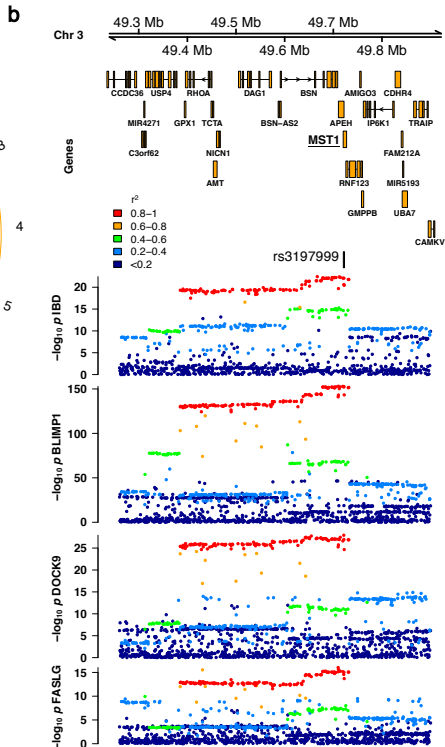 b
49.3 Mb 49.5 Mb 49.7 Mb
Chr 3
49.4 Mb 49.6 Mb 49.8 Mb
CCDC36 USP4 RHOA DAG1 BSN AMIGO3 CDHR4
MIR4271 GPX1 TCTA BSN-AS2 APEH IP6K1 TRAIP
C3orf62 NICN1 MST1 FAM212A
AMT RNF123 MIR5193
GMPPB UBA7
CAMKV
Genes
4
5
r²
0.8–1
0.6–0.8
0.4–0.6
0.2–0.4
<0.2
rs3197999
−log10 p IBD
20
15
10
5
0
−log10 p BLIMP1
150
100
50
0
−log10 p DOCK9
25
20
15
10
5
0
−log10 p FASLG
15
10
5
0